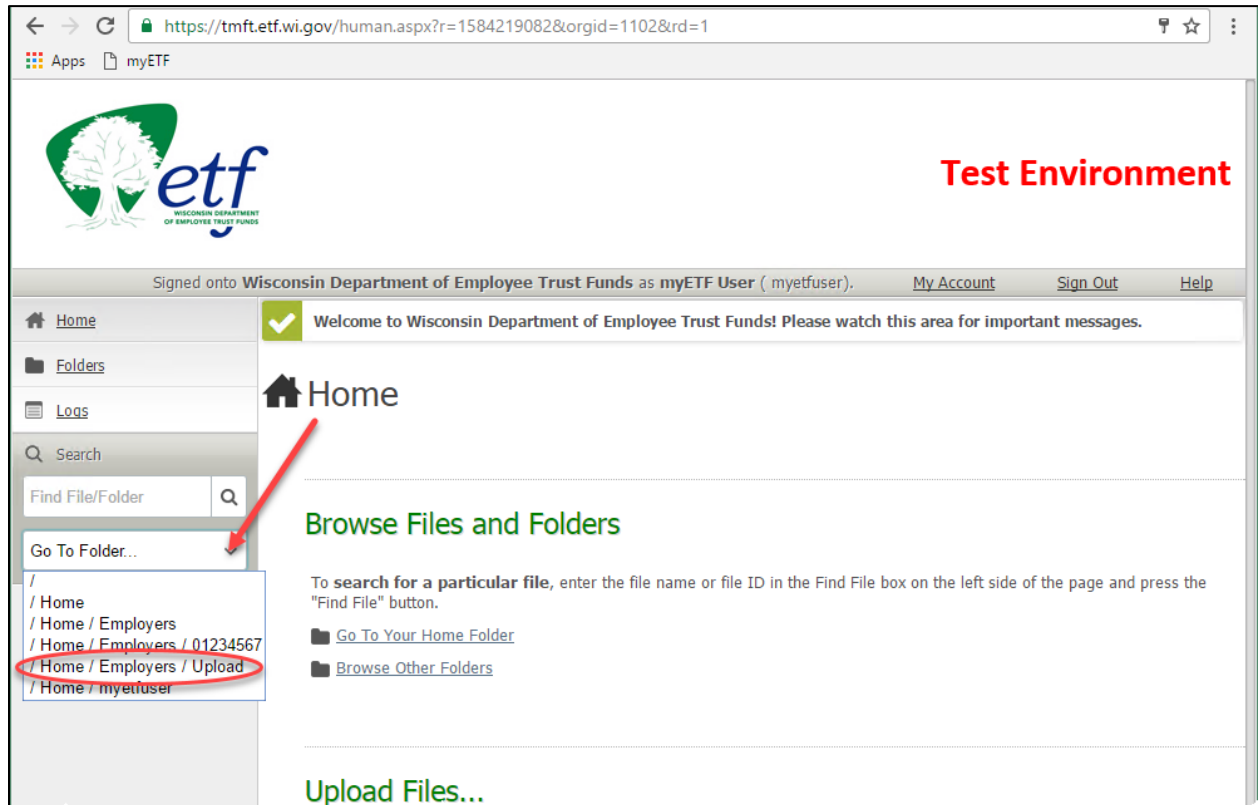 https://tmft.etf.wi.gov/human.aspx?r=1584219082&orgid=1102&rd=1
Apps myETF
etf
WISCONSIN DEPARTMENT
OF EMPLOYEE TRUST FUNDS
Test Environment
Signed onto Wisconsin Department of Employee Trust Funds as myETF User ( myetfuser). My Account Sign Out Help
Home
Folders
Logs
Search
Find File/Folder
Go To Folder...
/
/ Home
/ Home / Employers
/ Home / Employers / 01234567
/ Home / Employers / Upload
/ Home / myetfuser
Welcome to Wisconsin Department of Employee Trust Funds! Please watch this area for important messages.
Home
Browse Files and Folders
To search for a particular file, enter the file name or file ID in the Find File box on the left side of the page and press the
"Find File" button.
Go To Your Home Folder
Browse Other Folders
Upload Files...